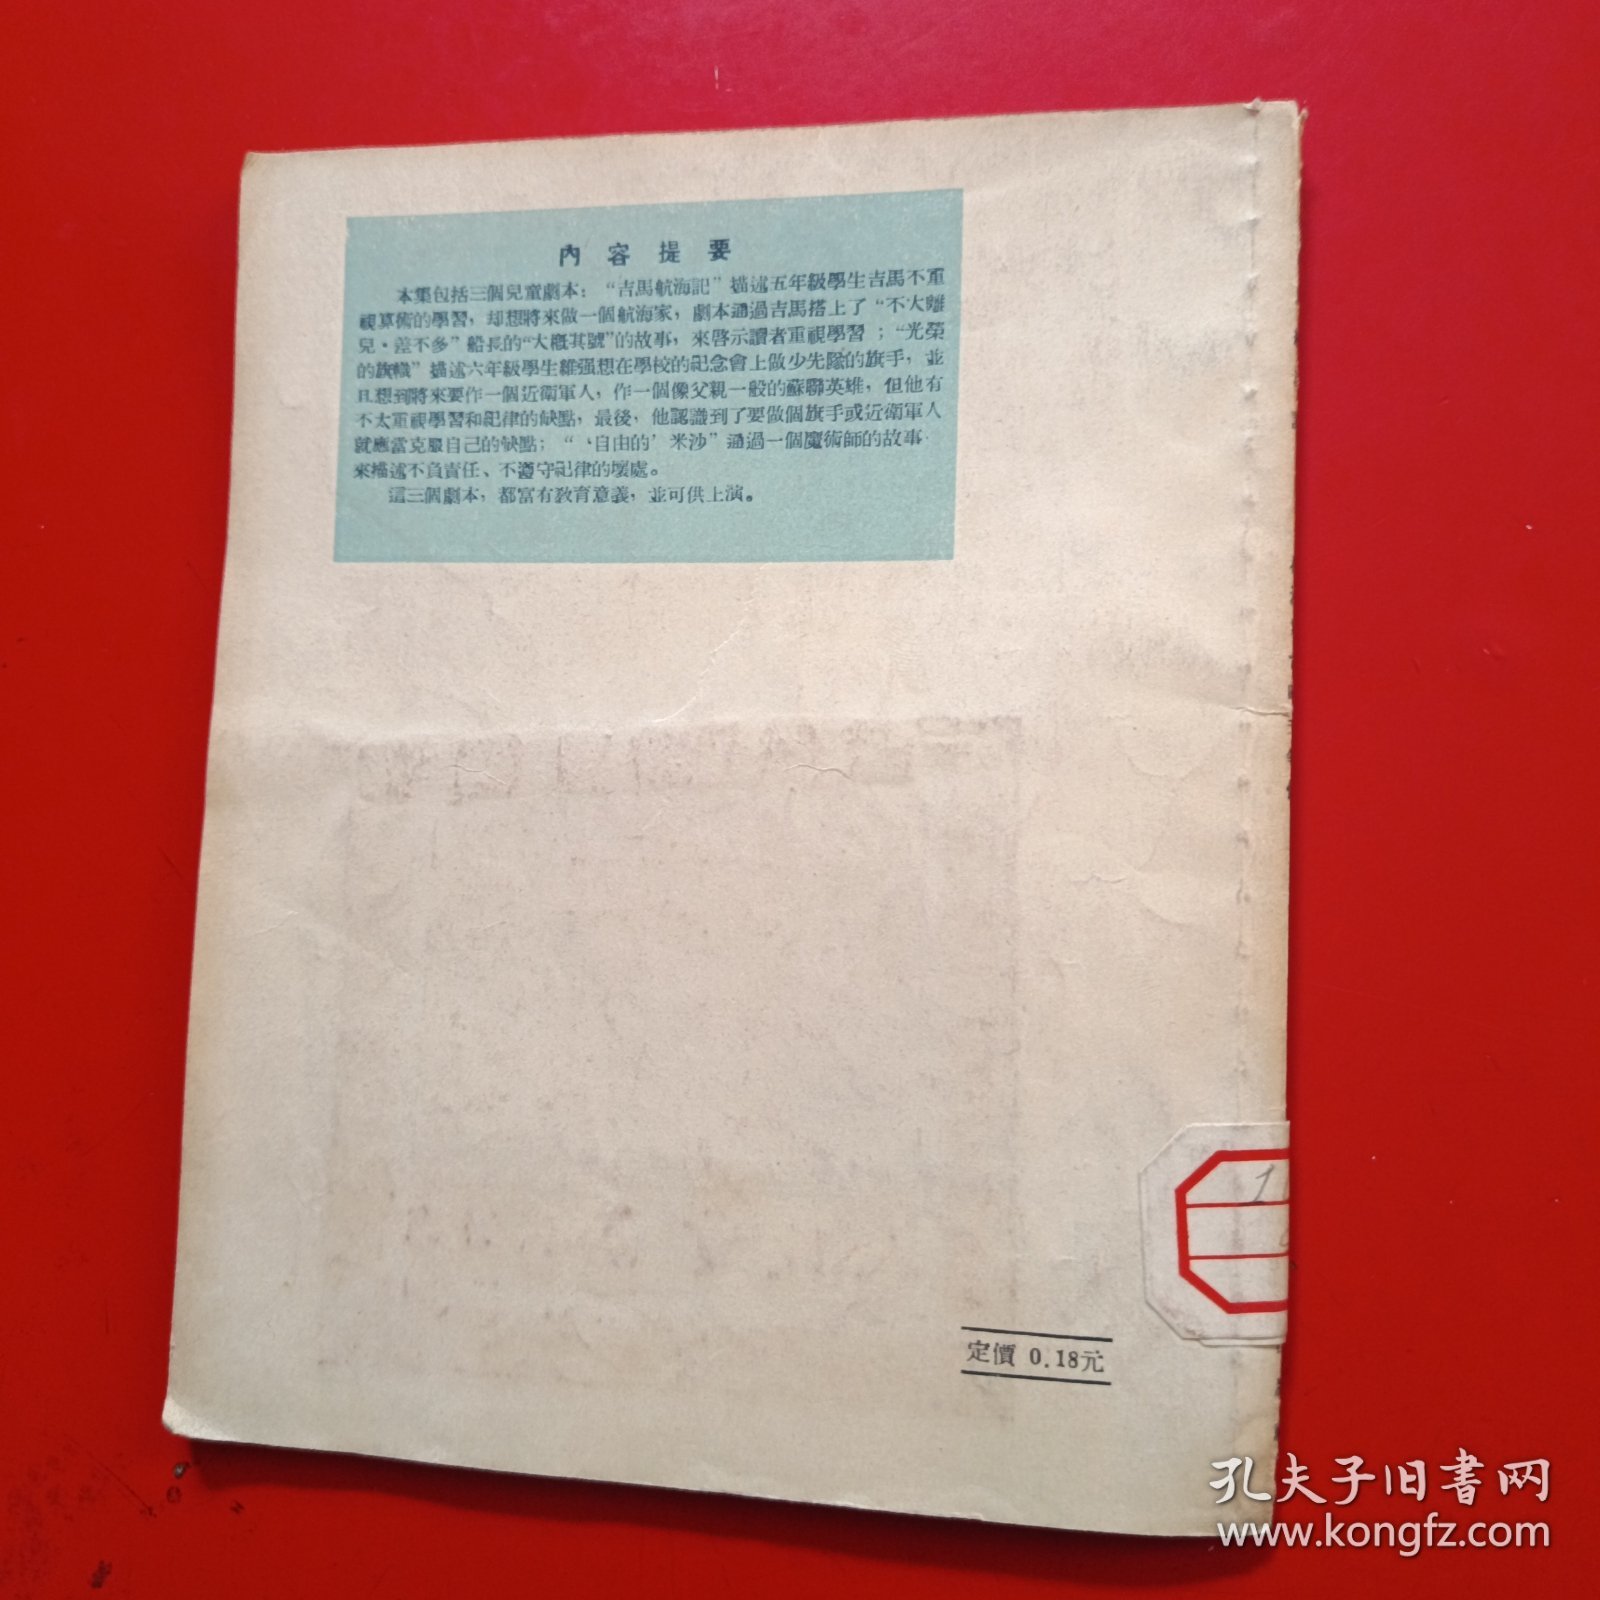 內容提要
本集包括三個兒童劇本：“吉馬航海記”描述五年級學生吉馬不重
視算術的學習，却想將來做一個航海家，劇本通過吉馬搭上了“不大離
兒·差不多”船長的“大概其號”的故事，來啓示讀者重視學習；“光榮
的旗幟”描述六年級學生維强想在學校的紀念會上做少先隊的旗手，並
且想到將來要作一個近衛軍人，作一個像父親一般的蘇聯英雄，但他有
不太重視學習和紀律的缺點，最後，他認識到了要做個旗手或近衛軍人
就應當克服自己的缺點；“‘自由的’米沙”通過一個魔術師的故事
來描述不負責任、不遵守紀律的壞處。
這三個劇本，都富有敎育意義，並可供上演。
1
定價 0.18元
孔夫子旧書网
www.kongfz.com